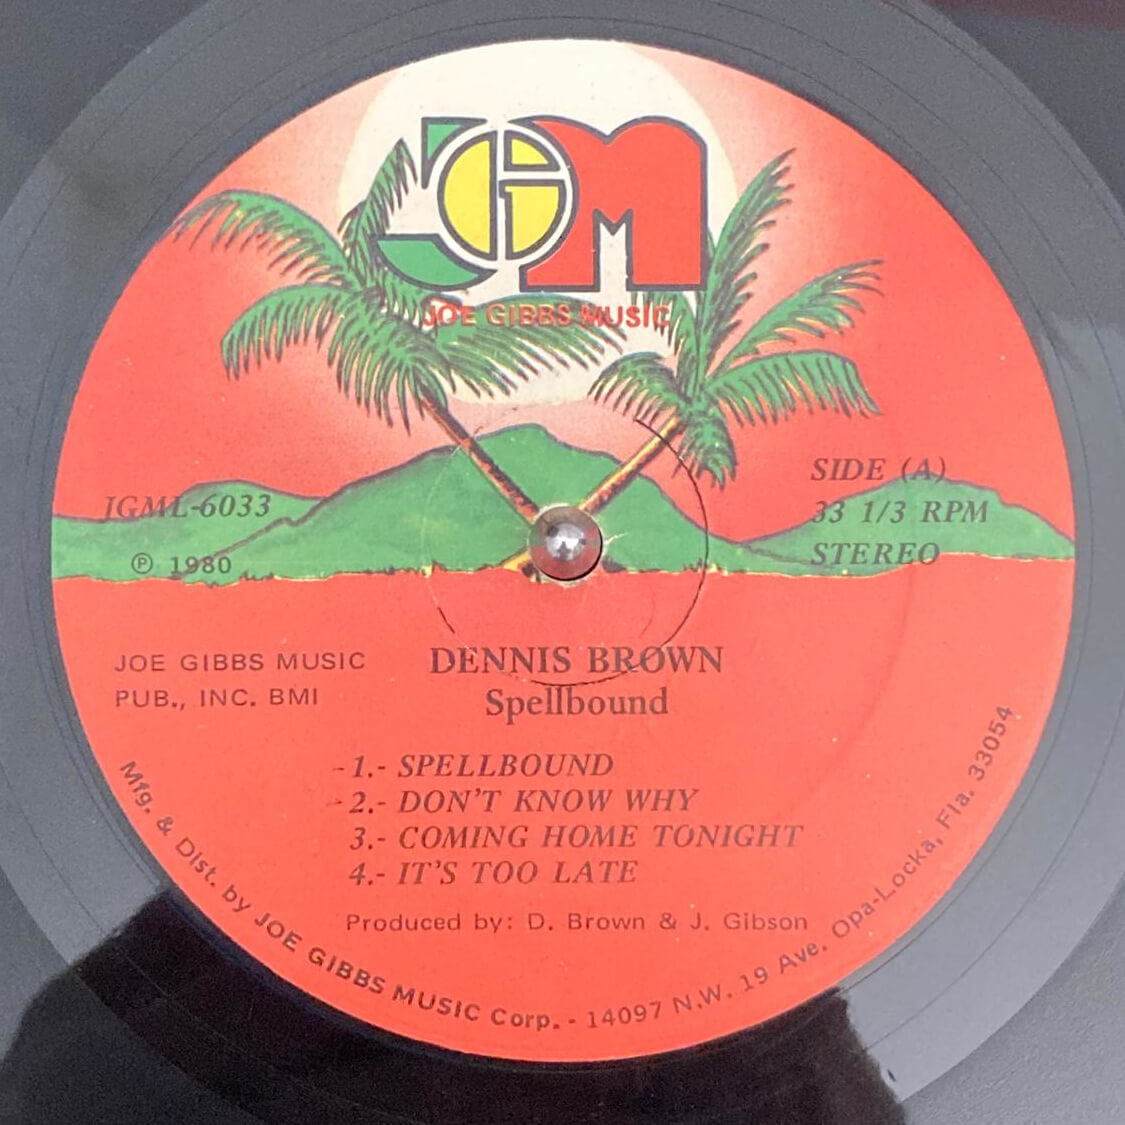 JGM
JOE GIBBS MUSIC
JGML-6033
℗ 1980
SIDE (A)
33 1/3 RPM
STEREO
JOE GIBBS MUSIC
PUB., INC. BMI
DENNIS BROWN
Spellbound
-1.- SPELLBOUND
-2.- DON'T KNOW WHY
3.- COMING HOME TONIGHT
4.- IT'S TOO LATE
Produced by: D. Brown & J. Gibson
Mfg. & Dist. by JOE GIBBS MUSIC Corp. - 14097 N.W. 19 Ave. Opa-Locka, Fla. 33054